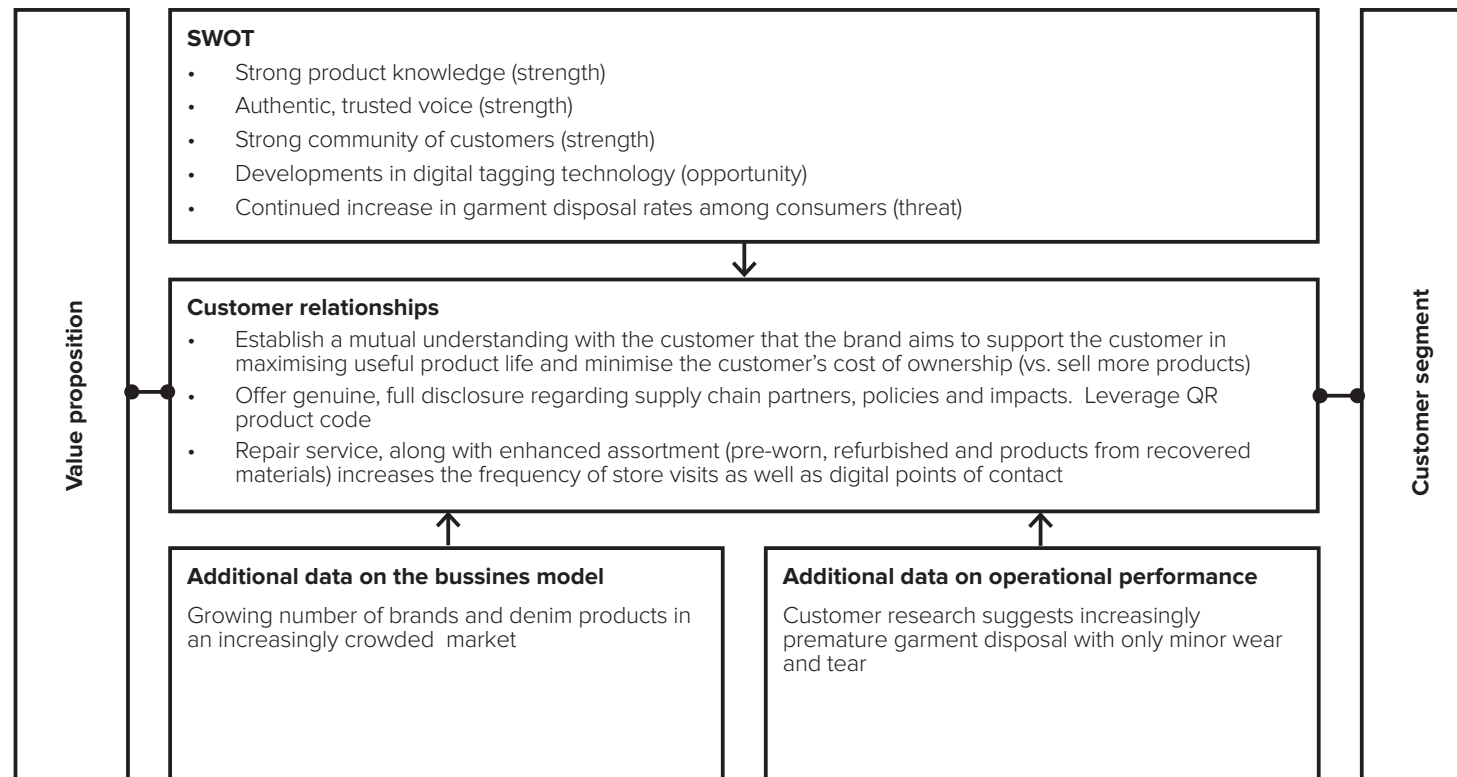 Value proposition
SWOT
• Strong product knowledge (strength)
• Authentic, trusted voice (strength)
• Strong community of customers (strength)
• Developments in digital tagging technology (opportunity)
• Continued increase in garment disposal rates among consumers (threat)
Customer relationships
• Establish a mutual understanding with the customer that the brand aims to support the customer in
maximising useful product life and minimise the customer's cost of ownership (vs. sell more products)
• Offer genuine, full disclosure regarding supply chain partners, policies and impacts. Leverage QR
product code
• Repair service, along with enhanced assortment (pre-worn, refurbished and products from recovered
materials) increases the frequency of store visits as well as digital points of contact
Additional data on the bussines model
Growing number of brands and denim products in
an increasingly crowded market
Additional data on operational performance
Customer research suggests increasingly
premature garment disposal with only minor wear
and tear
Customer segment